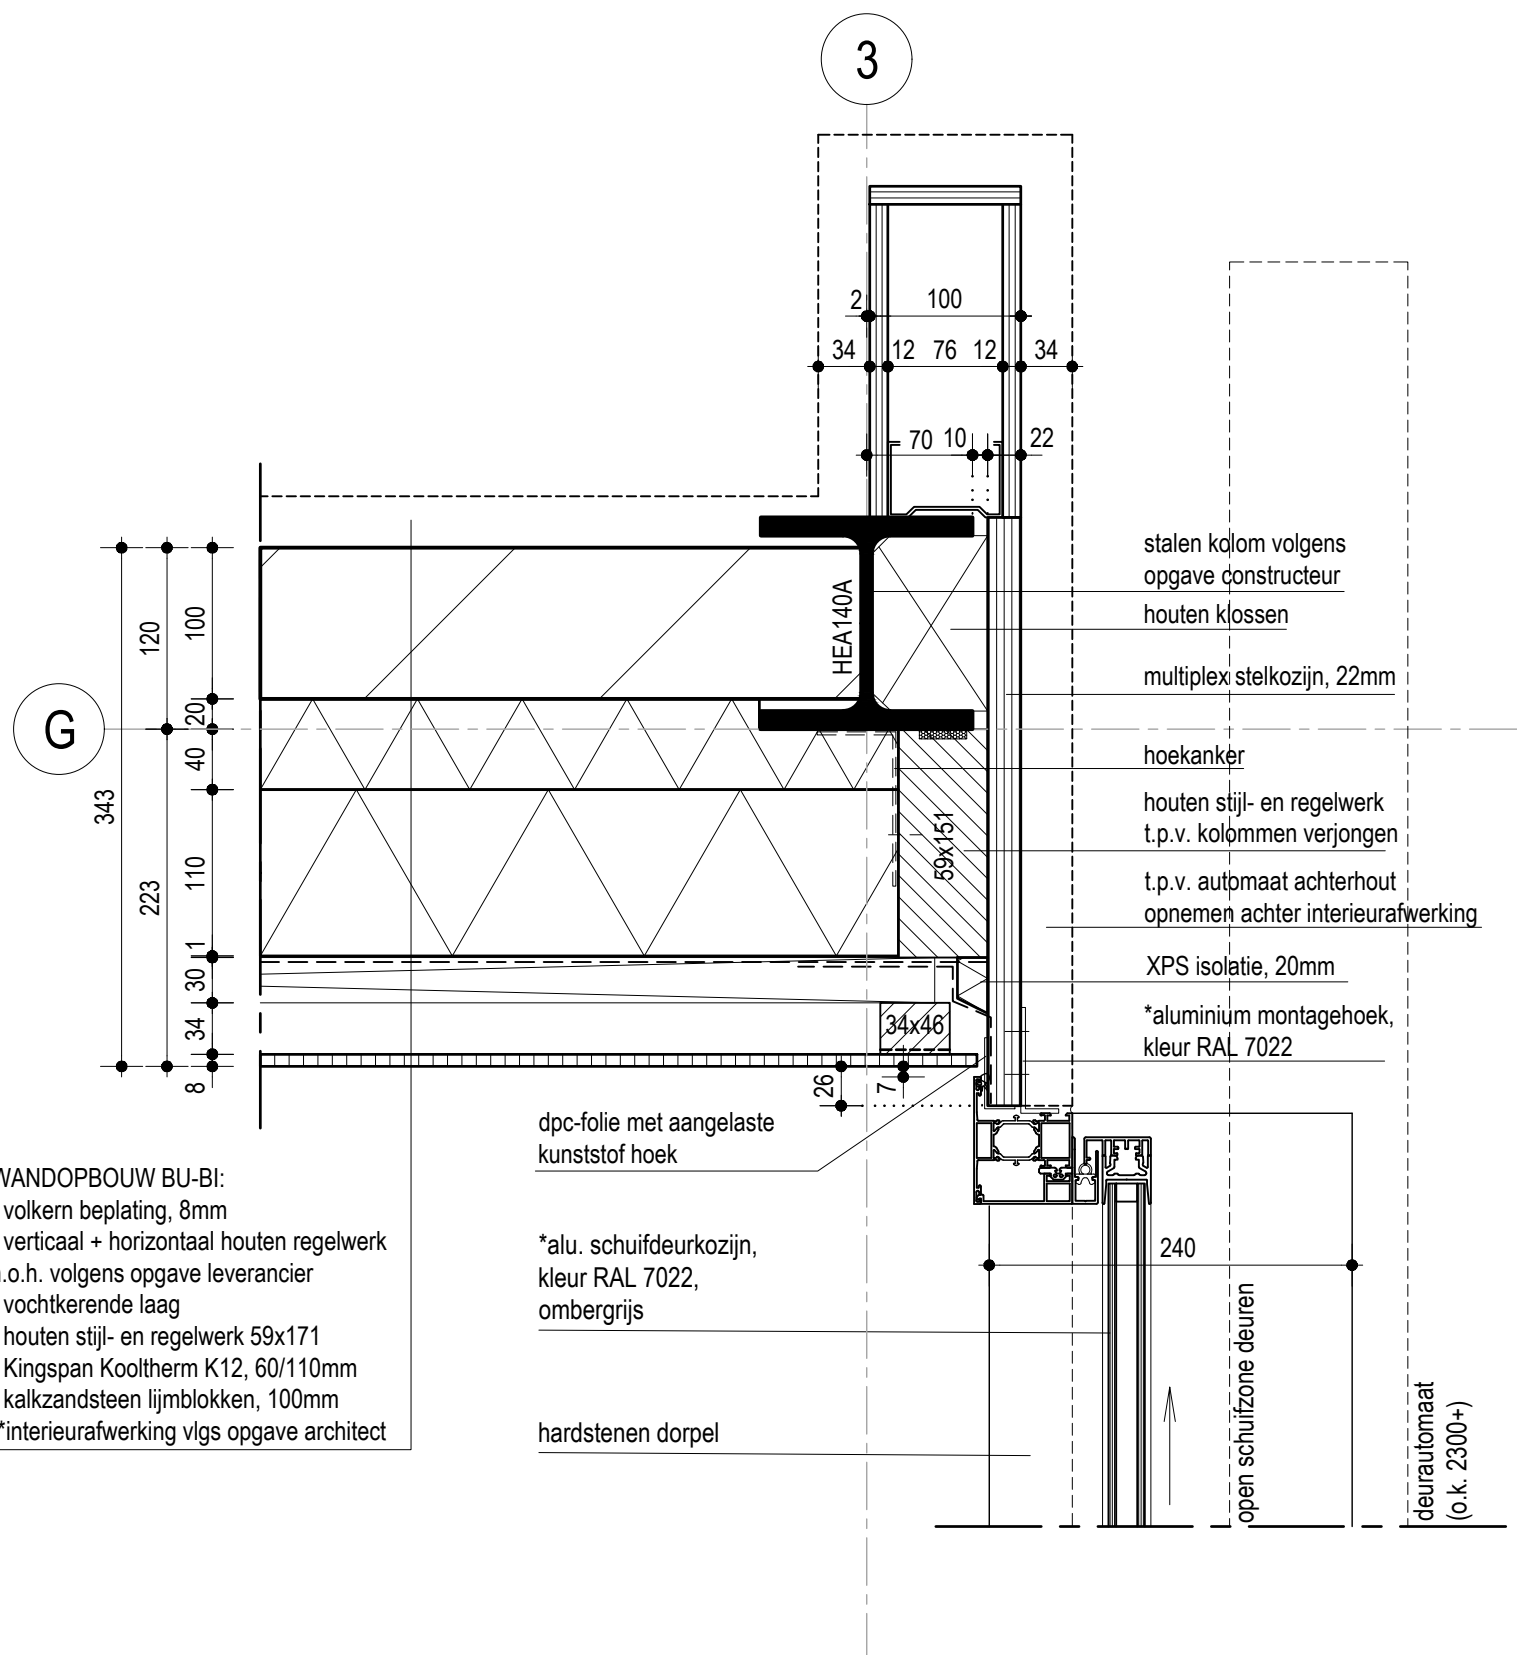 3
2
100
34
12
76
12
34
70
10
22
stalen kolom volgens
opgave constructeur
houten klossen
multiplex stelkozijn, 22mm
hoekanker
houten stijl- en regelwerk
t.p.v. kolommen verjongen
t.p.v. automaat achterhout
opnemen achter interieurafwerking
XPS isolatie, 20mm
*aluminium montagehoek,
kleur RAL 7022
HEA140A
G
343
120
223
100
20
40
110
1
30
34
8
59x151
34x46
26
7
dpc-folie met aangelaste
kunststof hoek
WANDOPBOUW BU-BI:
volkern beplating, 8mm
verticaal + horizontaal houten regelwerk
.o.h. volgens opgave leverancier
vochtkerende laag
houten stijl- en regelwerk 59x171
Kingspan Kooltherm K12, 60/110mm
kalkzandsteen lijmblokken, 100mm
*interieurafwerking vlgs opgave architect
*alu. schuifdeurkozijn,
kleur RAL 7022,
ombergrijs
hardstenen dorpel
240
open schuifzone deuren
deurautomaat
(o.k. 2300+)